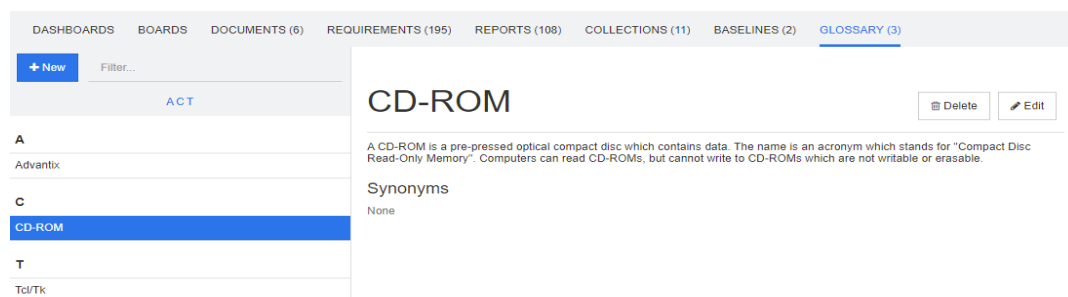 DASHBOARDS BOARDS DOCUMENTS (6) REQUIREMENTS (195) REPORTS (108) COLLECTIONS (11) BASELINES (2) GLOSSARY (3)
+ New Filter...
A C T
A
Advantix
C
CD-ROM
T
Tcl/Tk
CD-ROM
Delete Edit
A CD-ROM is a pre-pressed optical compact disc which contains data. The name is an acronym which stands for "Compact Disc
Read-Only Memory". Computers can read CD-ROMs, but cannot write to CD-ROMs which are not writable or erasable.
Synonyms
None